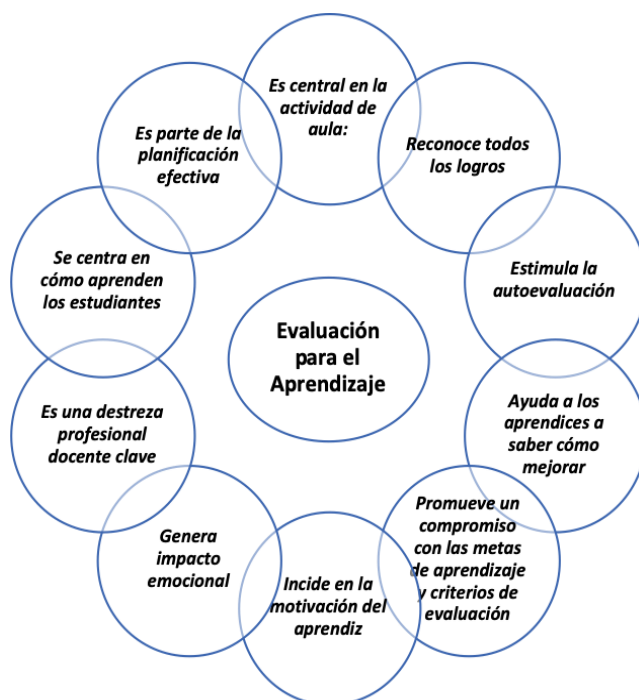 Es central en la
actividad de
aula:
Reconoce todos
los logros
Estimula la
autoevaluación
Ayuda a los
aprendices a
saber cómo
mejorar
Promueve un
compromiso
con las metas
de aprendizaje
y criterios de
evaluación
Incide en la
motivación del
aprendiz
Genera
impacto
emocional
Es una destreza
profesional
docente clave
Se centra en
cómo aprenden
los estudiantes
Es parte de la
planificación
efectiva
Evaluación
para el
Aprendizaje